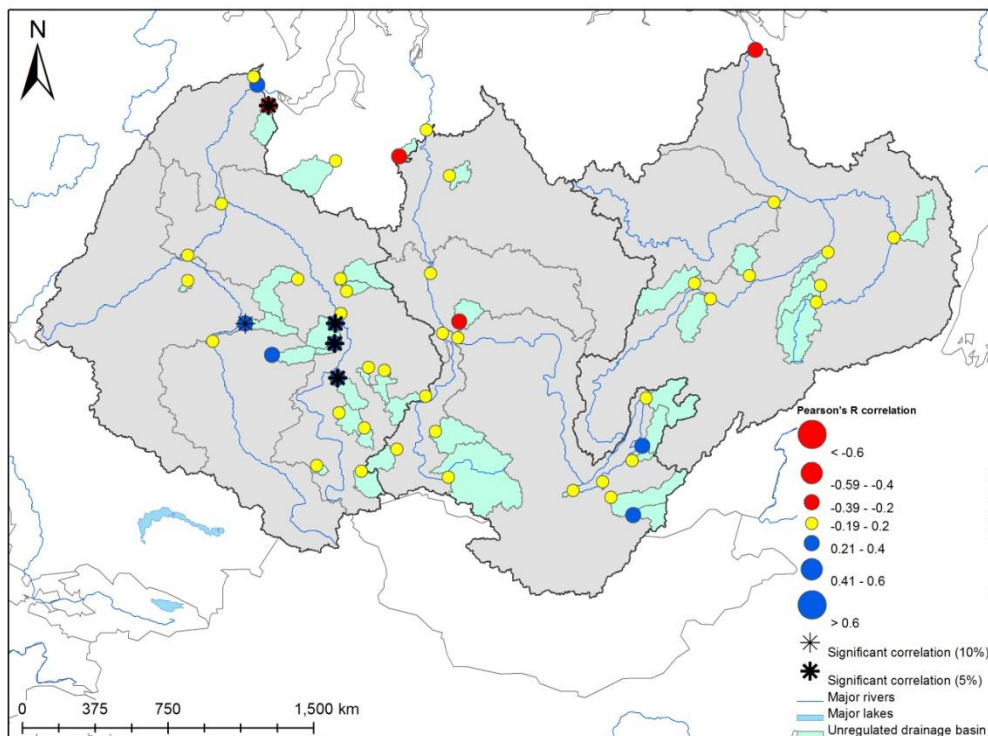 N
Pearson's R correlation
< -0.6
-0.59 - -0.4
-0.39 - -0.2
-0.19 - 0.2
0.21 - 0.4
0.41 - 0.6
> 0.6
Significant correlation (10%)
Significant correlation (5%)
Major rivers
Major lakes
Unregulated drainage basin
0 375 750 1,500 km